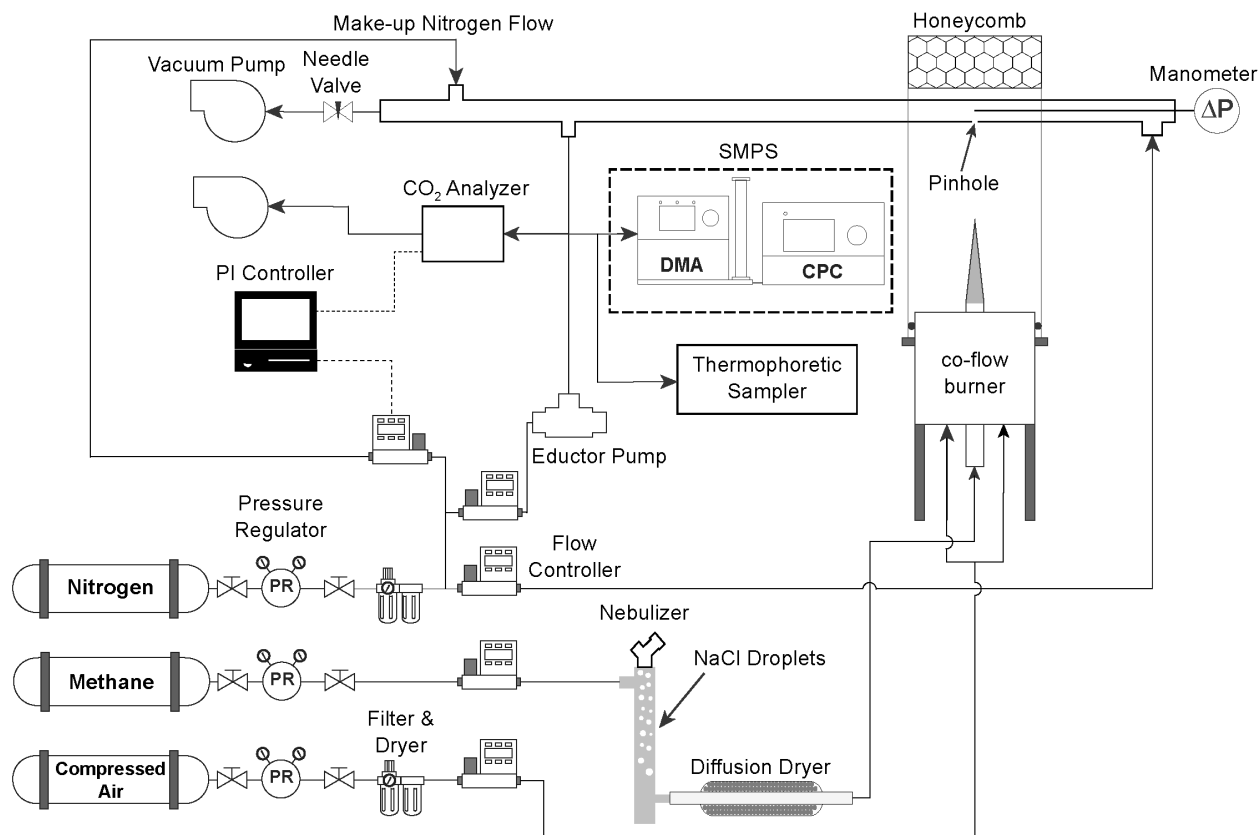 Make-up Nitrogen Flow
Honeycomb
Vacuum Pump
Needle
Valve
Manometer
ΔP
SMPS
Pinhole
CO₂ Analyzer
DMA
CPC
PI Controller
Thermophoretic
Sampler
co-flow
burner
Eductor Pump
Pressure
Regulator
Flow
Controller
Nitrogen
PR
Nebulizer
NaCl Droplets
Methane
PR
Filter &
Dryer
Diffusion Dryer
Compressed
Air
PR